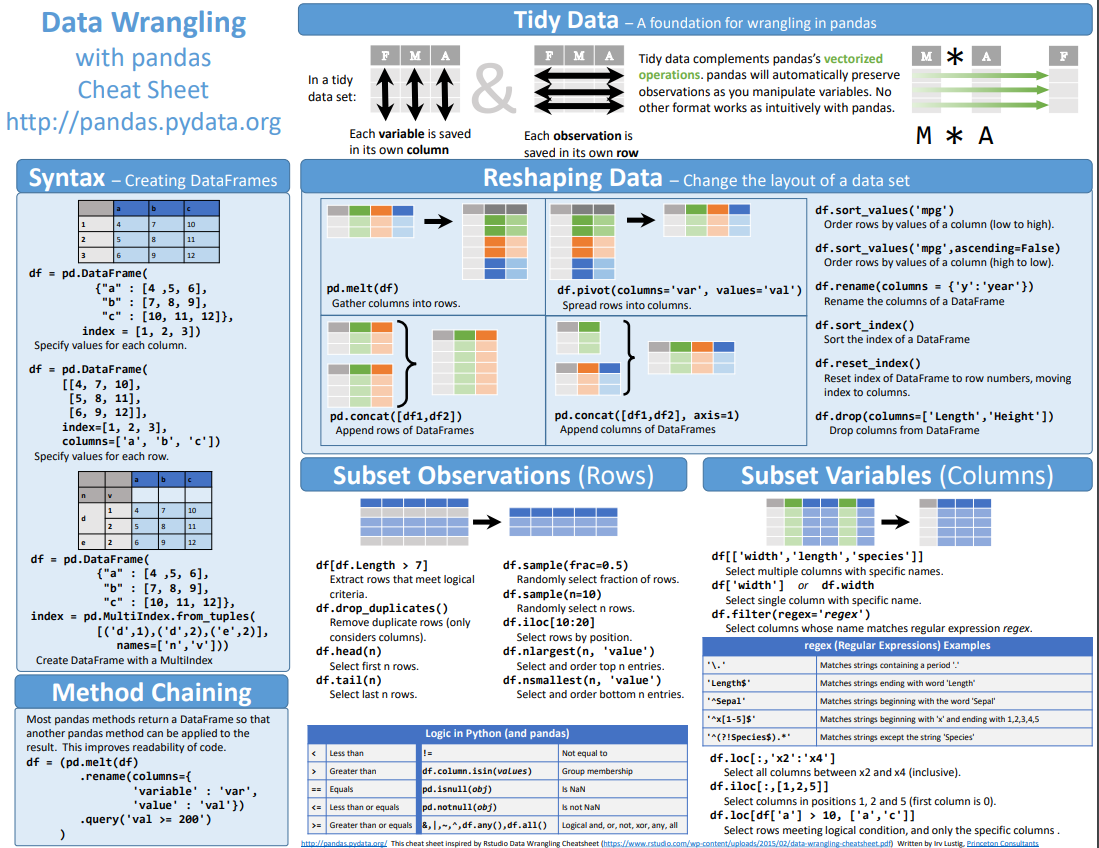 Data Wrangling
with pandas
Cheat Sheet
http://pandas.pydata.org
Tidy Data – A foundation for wrangling in pandas
In a tidy
data set:
F M A
&
F M A
Each variable is saved
in its own column
Each observation is
saved in its own row
Tidy data complements pandas's vectorized
operations. pandas will automatically preserve
observations as you manipulate variables. No
other format works as intuitively with pandas.
M * A F
M * A
Syntax – Creating DataFrames
a b c
1 4 7 10
2 5 8 11
3 6 9 12
df = pd.DataFrame(
{"a" : [4 ,5, 6],
"b" : [7, 8, 9],
"c" : [10, 11, 12]},
index = [1, 2, 3])
Specify values for each column.
df = pd.DataFrame(
[[4, 7, 10],
[5, 8, 11],
[6, 9, 12]],
index=[1, 2, 3],
columns=['a', 'b', 'c'])
Specify values for each row.
a b c
n v
d 1 4 7 10
2 5 8 11
e 2 6 9 12
df = pd.DataFrame(
{"a" : [4 ,5, 6],
"b" : [7, 8, 9],
"c" : [10, 11, 12]},
index = pd.MultiIndex.from_tuples(
[('d',1),('d',2),('e',2)],
names=['n','v']))
Create DataFrame with a MultiIndex
Method Chaining
Most pandas methods return a DataFrame so that
another pandas method can be applied to the
result. This improves readability of code.
df = (pd.melt(df)
.rename(columns={
'variable' : 'var',
'value' : 'val'})
.query('val >= 200')
)
Reshaping Data – Change the layout of a data set
pd.melt(df)
Gather columns into rows.
df.pivot(columns='var', values='val')
Spread rows into columns.
pd.concat([df1,df2])
Append rows of DataFrames
pd.concat([df1,df2], axis=1)
Append columns of DataFrames
df.sort_values('mpg')
Order rows by values of a column (low to high).
df.sort_values('mpg',ascending=False)
Order rows by values of a column (high to low).
df.rename(columns = {'y':'year'})
Rename the columns of a DataFrame
df.sort_index()
Sort the index of a DataFrame
df.reset_index()
Reset index of DataFrame to row numbers, moving
index to columns.
df.drop(columns=['Length','Height'])
Drop columns from DataFrame
Subset Observations (Rows)
df[df.Length > 7]
Extract rows that meet logical
criteria.
df.drop_duplicates()
Remove duplicate rows (only
considers columns).
df.head(n)
Select first n rows.
df.tail(n)
Select last n rows.
df.sample(frac=0.5)
Randomly select fraction of rows.
df.sample(n=10)
Randomly select n rows.
df.iloc[10:20]
Select rows by position.
df.nlargest(n, 'value')
Select and order top n entries.
df.nsmallest(n, 'value')
Select and order bottom n entries.
Logic in Python (and pandas)
< Less than != Not equal to
> Greater than df.column.isin(values) Group membership
== Equals pd.isnull(obj) Is NaN
<= Less than or equals pd.notnull(obj) Is not NaN
>= Greater than or equals &,|,~,^,df.any(),df.all() Logical and, or, not, xor, any, all
Subset Variables (Columns)
df[['width','length','species']]
Select multiple columns with specific names.
df['width'] or df.width
Select single column with specific name.
df.filter(regex='regex')
Select columns whose name matches regular expression regex.
regex (Regular Expressions) Examples
'\.' Matches strings containing a period '.'
'Length$' Matches strings ending with word 'Length'
'^Sepal' Matches strings beginning with the word 'Sepal'
'^x[1-5]$' Matches strings beginning with 'x' and ending with 1,2,3,4,5
'^(?!Species$).*' Matches strings except the string 'Species'
df.loc[:,'x2':'x4']
Select all columns between x2 and x4 (inclusive).
df.iloc[:,[1,2,5]]
Select columns in positions 1, 2 and 5 (first column is 0).
df.loc[df['a'] > 10, ['a','c']]
Select rows meeting logical condition, and only the specific columns .
http://pandas.pydata.org/ This cheat sheet inspired by Rstudio Data Wrangling Cheatsheet (https://www.rstudio.com/wp-content/uploads/2015/02/data-wrangling-cheatsheet.pdf) Written by Irv Lustig, Princeton Consultants